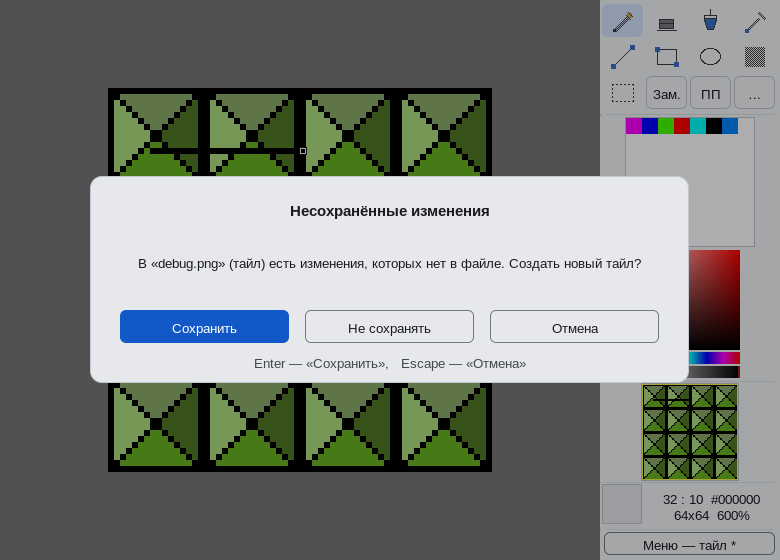 Зам.
ПП
...
Несохранённые изменения
В «debug.png» (тайл) есть изменения, которых нет в файле. Создать новый тайл?
Сохранить
Не сохранять
Отмена
Enter — «Сохранить», Escape — «Отмена»
32 : 10 #000000
64x64 600%
Меню — тайл *